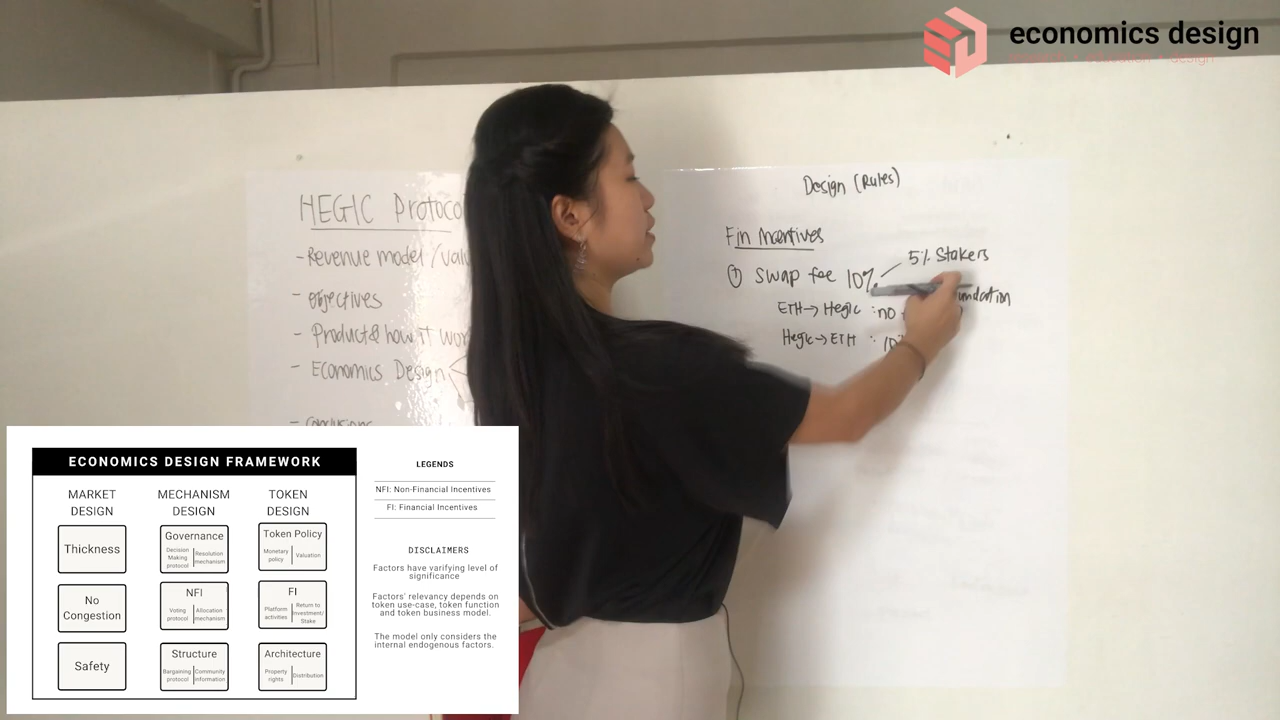 economics design
HEGIC Protoco
- Revenue model / valu
- objectives
- Product & how it wor
- Economics Design
- conclusions
Design (Rules)
Fin Incentives
① Swap fee 10%
5% Stakers
undation
ETH → Hegic : no
Hegic → ETH : 10%
ECONOMICS DESIGN FRAMEWORK
MARKET DESIGN
Thickness
No Congestion
Safety
MECHANISM DESIGN
Governance
Decision Making protocol
Resolution mechanism
NFI
Voting protocol
Allocation mechanism
Structure
Bargaining protocol
Community information
TOKEN DESIGN
Token Policy
Monetary policy
Valuation
FI
Platform activities
Return to Investment/ Stake
Architecture
Property rights
Distribution
LEGENDS
NFI: Non-Financial Incentives
FI: Financial Incentives
DISCLAIMERS
Factors have varifying level of
significance
Factors' relevancy depends on
token use-case, token function
and token business model.
The model only considers the
internal endogenous factors.